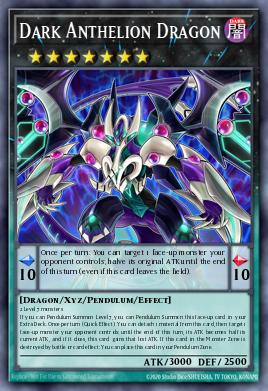 DARK ANTHELION DRAGON
DARK
闇
Once per turn: You can target 1 face-up monster your
opponent controls; halve its original ATK until the end
of this turn (even if this card leaves the field).
10
10
[DRAGON/XYZ/PENDULUM/EFFECT]
2 Level 7 monsters
If you can Pendulum Summon Level 7, you can Pendulum Summon this face-up card in your
Extra Deck. Once per turn (Quick Effect): You can detach 1 material from this card, then target
1 face-up monster your opponent controls; until the end of this turn, its ATK becomes half its
current ATK, and if it does, this card gains that lost ATK. If this card in the Monster Zone is
destroyed by battle or card effect: You can place this card in your Pendulum Zone.
ATK/3000 DEF/2500
©2020 Studio Dice/SHUEISHA, TV TOKYO, KONAMI